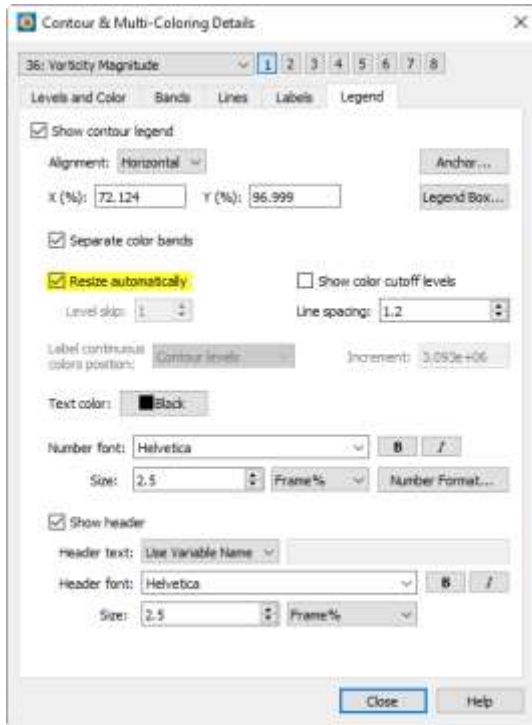 Contour & Multi-Coloring Details
36: Vorticity Magnitude 1 2 3 4 5 6 7 8
Levels and Color Bands Lines Labels Legend
Show contour legend
Alignment: Horizontal Anchor...
X (%): 72.124 Y (%): 96.999 Legend Box...
Separate color bands
Resize automatically Show color cutoff levels
Level skip: 1 Line spacing: 1.2
Label continuous
colors position: Contour levels Increment: 3.093e+06
Text color: Black
Number font: Helvetica B I
Size: 2.5 Frame% Number Format...
Show header
Header text: Use Variable Name
Header font: Helvetica B I
Size: 2.5 Frame%
Close Help